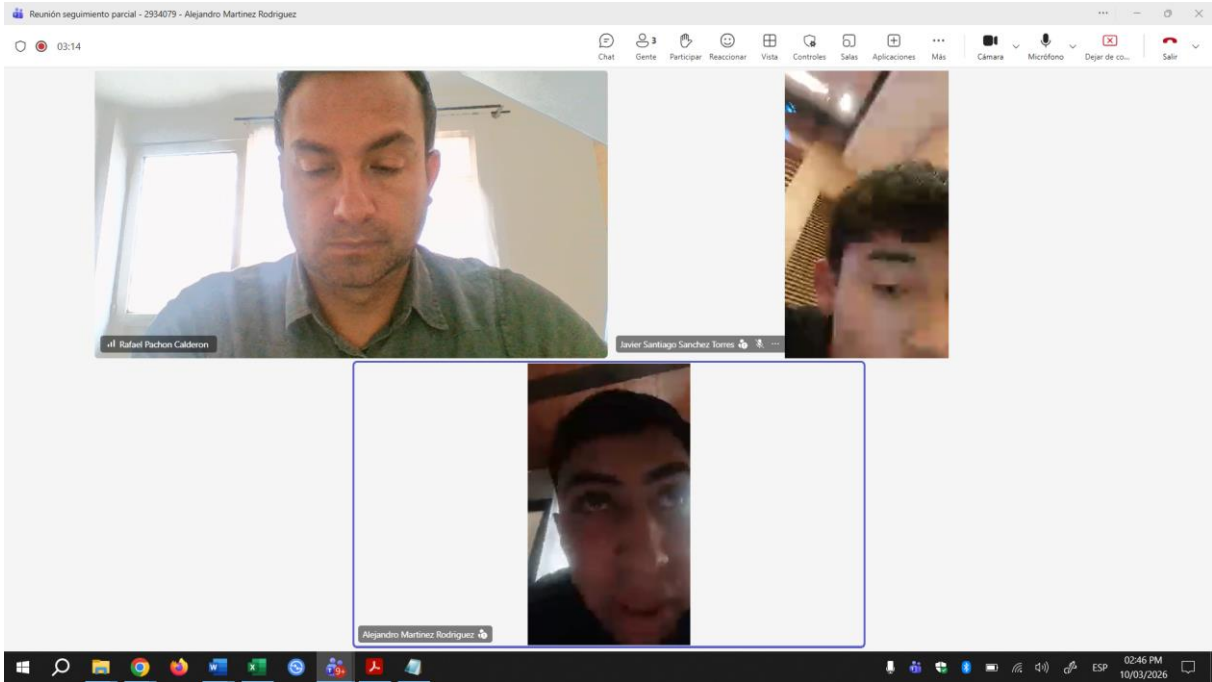 Reunión seguimiento parcial - 2934079 - Alejandro Martinez Rodriguez
03:14
Chat
3
Gente
Participar
Reaccionar
Vista
Controles
Salas
Aplicaciones
Más
Cámara
Micrófono
Dejar de co...
Salir
Rafael Pachon Calderon
Javier Santiago Sanchez Torres
Alejandro Martinez Rodriguez
9+
ESP
02:46 PM
10/03/2026